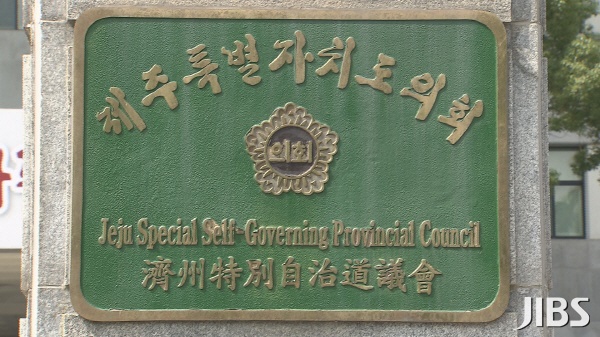 제주특별자치도의회
의회
Jeju Special Self-Governing Provincial Council
濟州特別自治道議會
JIBS